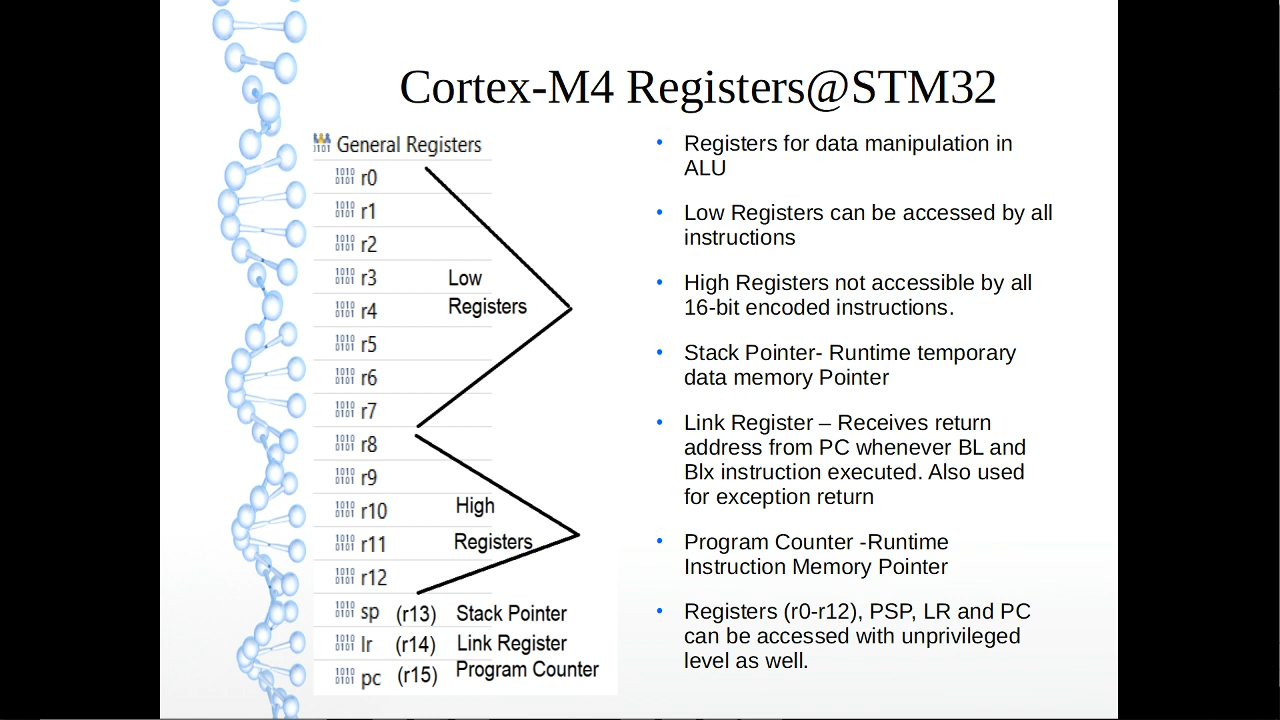 Cortex-M4 Registers@STM32
General Registers
r0
r1
r2
r3
Low
r4
Registers
r5
r6
r7
r8
r9
r10
High
r11
Registers
r12
sp (r13) Stack Pointer
lr (r14) Link Register
pc (r15) Program Counter
• Registers for data manipulation in
ALU
• Low Registers can be accessed by all
instructions
• High Registers not accessible by all
16-bit encoded instructions.
• Stack Pointer- Runtime temporary
data memory Pointer
• Link Register – Receives return
address from PC whenever BL and
Blx instruction executed. Also used
for exception return
• Program Counter -Runtime
Instruction Memory Pointer
• Registers (r0-r12), PSP, LR and PC
can be accessed with unprivileged
level as well.